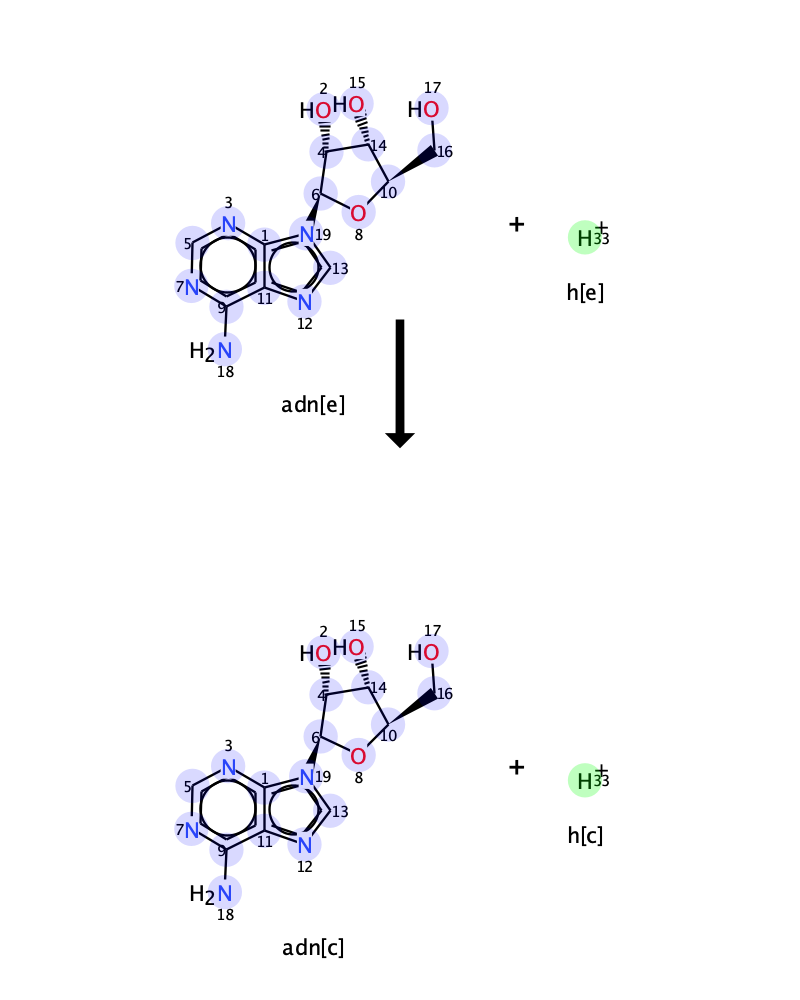 2 15 17
HO HO HO
4 14 16
6 10
3 O
N 1 N 19 8
5 13
7 N 11 N
9 12
H2N
18
+ H+ 33
h[e]
adn[e]
2 15 17
HO HO HO
4 14 16
6 10
3 O
N 1 N 19 8
5 13
7 N 11 N
9 12
H2N
18
+ H+ 33
h[c]
adn[c]